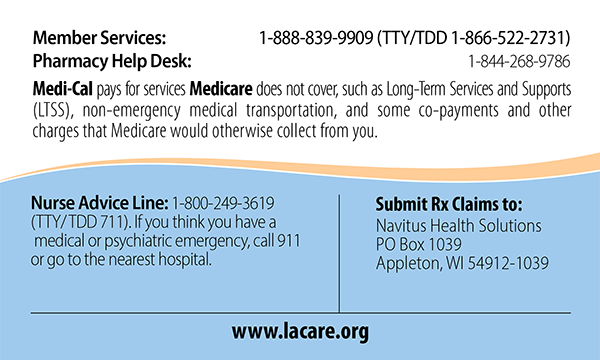 Member Services: 1-888-839-9909 (TTY/TDD 1-866-522-2731)
Pharmacy Help Desk: 1-844-268-9786
Medi-Cal pays for services Medicare does not cover, such as Long-Term Services and Supports
(LTSS), non-emergency medical transportation, and some co-payments and other
charges that Medicare would otherwise collect from you.
Nurse Advice Line: 1-800-249-3619
(TTY/TDD 711). If you think you have a
medical or psychiatric emergency, call 911
or go to the nearest hospital.
Submit Rx Claims to:
Navitus Health Solutions
PO Box 1039
Appleton, WI 54912-1039
www.lacare.org